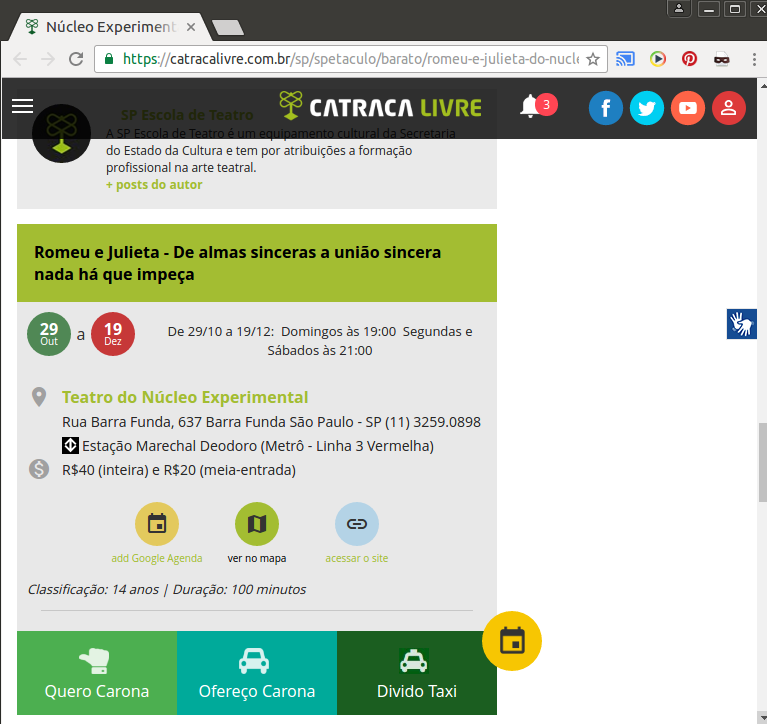 Núcleo Experiment
https://catracalivre.com.br/sp/spetaculo/barato/romeu-e-julieta-do-nucle
CATRACA LIVRE
3
SP Escola de Teatro
A SP Escola de Teatro é um equipamento cultural da Secretaria
do Estado da Cultura e tem por atribuições a formação
profissional na arte teatral.
+ posts do autor
Romeu e Julieta - De almas sinceras a união sincera
nada há que impeça
29
Out
a
19
Dez
De 29/10 a 19/12: Domingos às 19:00 Segundas e
Sábados às 21:00
Teatro do Núcleo Experimental
Rua Barra Funda, 637 Barra Funda São Paulo - SP (11) 3259.0898
Estação Marechal Deodoro (Metrô - Linha 3 Vermelha)
R$40 (inteira) e R$20 (meia-entrada)
add Google Agenda
ver no mapa
acessar o site
Classificação: 14 anos | Duração: 100 minutos
Quero Carona
Ofereço Carona
Divido Taxi